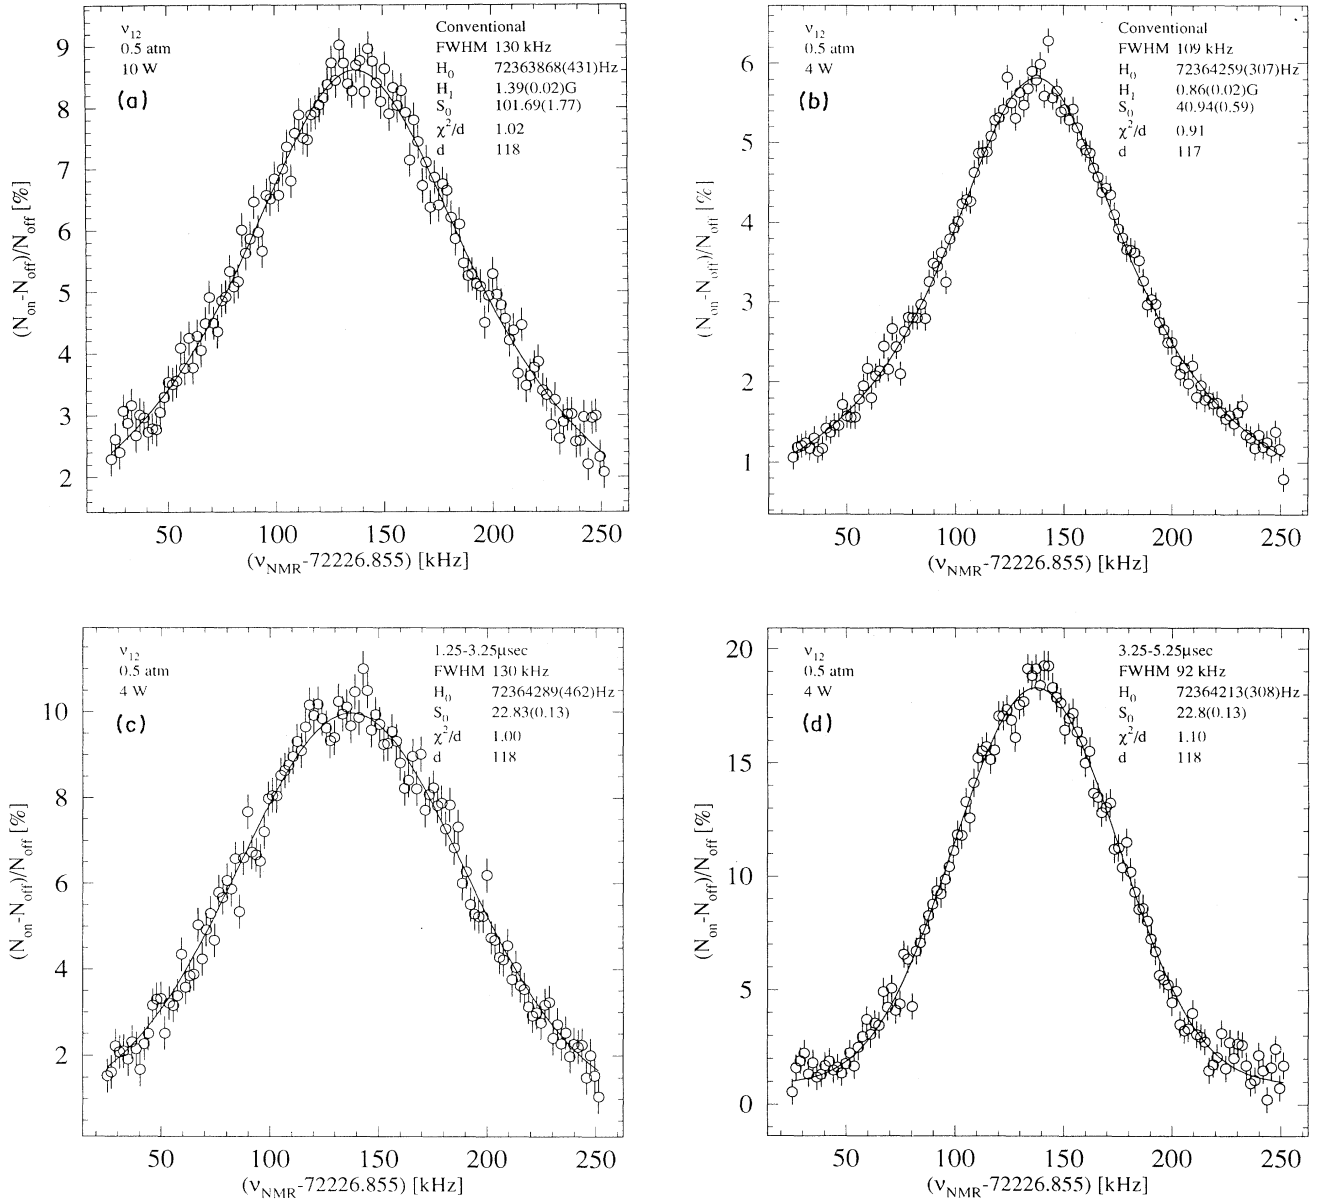 ν12
0.5 atm
10 W
(a)
Conventional
FWHM 130 kHz
H0 72363868(431)Hz
H1 1.39(0.02)G
S0 101.69(1.77)
χ²/d 1.02
d 118
9
8
7
6
5
4
3
2
(Non-Noff)/Noff [%]
50 100 150 200 250
(νNMR-72226.855) [kHz]
ν12
0.5 atm
4 W
(b)
Conventional
FWHM 109 kHz
H0 72364259(307)Hz
H1 0.86(0.02)G
S0 40.94(0.59)
χ²/d 0.91
d 117
6
5
4
3
2
1
(Non-Noff)/Noff [%]
50 100 150 200 250
(νNMR-72226.855) [kHz]
ν12
0.5 atm
4 W
(c)
1.25-3.25μsec
FWHM 130 kHz
H0 72364289(462)Hz
S0 22.83(0.13)
χ²/d 1.00
d 118
10
8
6
4
2
(Non-Noff)/Noff [%]
50 100 150 200 250
(νNMR-72226.855) [kHz]
ν12
0.5 atm
4 W
(d)
3.25-5.25μsec
FWHM 92 kHz
H0 72364213(308)Hz
S0 22.8(0.13)
χ²/d 1.10
d 118
20
15
10
5
0
(Non-Noff)/Noff [%]
50 100 150 200 250
(νNMR-72226.855) [kHz]